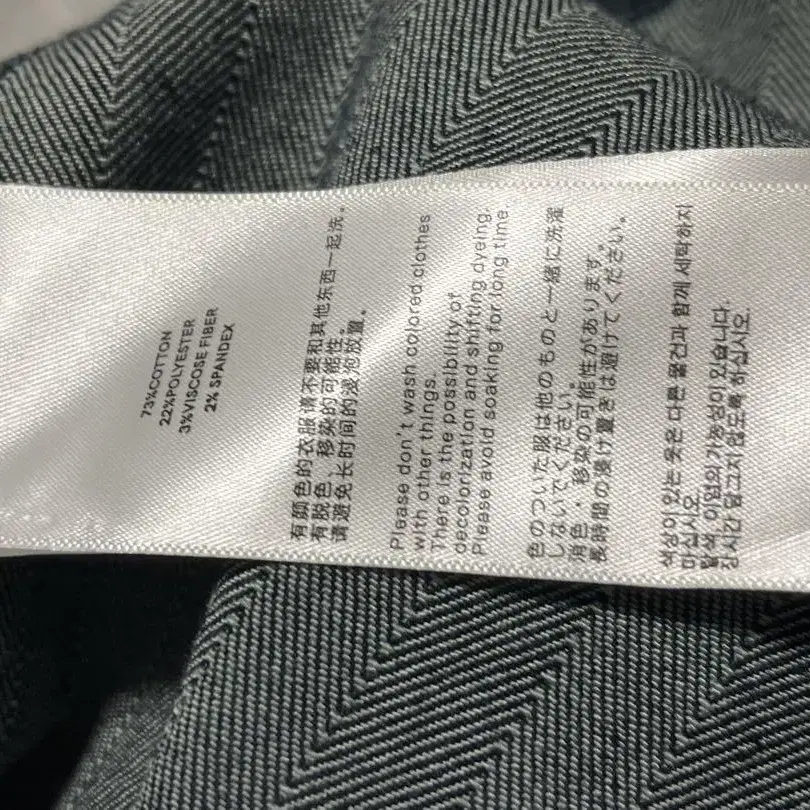 73%COTTON
22%POLYESTER
3%VISCOSE FIBER
2% SPANDEX
有颜色的衣服请不要和其他东西一起洗。
有脱色、移染的可能性。
请避免长时间的浸泡放置。
Please don't wash colored clothes
with other things.
There is the possibility of
decolorization and shifting dyeing,
Please avoid soaking for long time.
色のついた服は他のものと一緒に洗濯
しないでください。
消色・移染の可能性があります。
長時間の浸け置きは避けてください。
색상이 있는 옷은 다른 물건과 함께 세탁하지
마십시오.
탈색, 이염의 가능성이 있습니다.
장시간 담그지 않도록 하십시오.